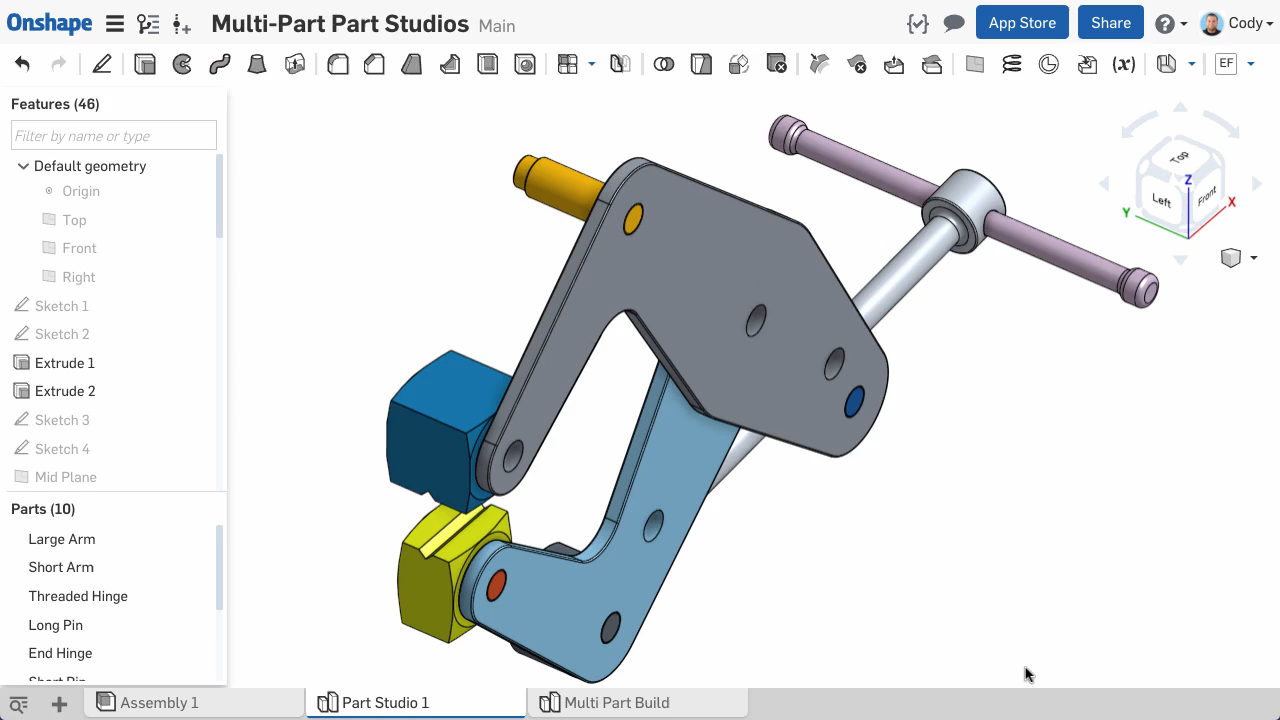 Onshape Multi-Part Part Studios Main App Store Share Cody
(x) EF
Features (46)
Filter by name or type
Default geometry
Origin
Top
Front
Right
Sketch 1
Sketch 2
Extrude 1
Extrude 2
Sketch 3
Sketch 4
Mid Plane
Parts (10)
Large Arm
Short Arm
Threaded Hinge
Long Pin
End Hinge
Short Pin
Top
Z
Left Front
Y X
Assembly 1 Part Studio 1 Multi Part Build